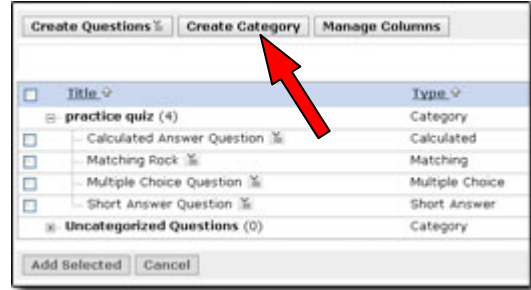 Create Questions Create Category Manage Columns
Title Type
practice quiz (4) Category
Calculated Answer Question Calculated
Matching Rock Matching
Multiple Choice Question Multiple Choice
Short Answer Question Short Answer
Uncategorized Questions (0) Category
Add Selected Cancel